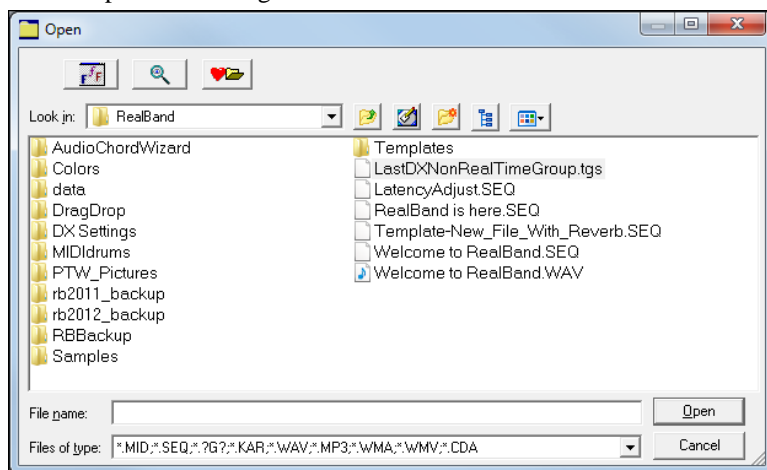 Open
Look in: RealBand
AudioChordWizard
Colors
data
DragDrop
DX Settings
MIDIdrums
PTW_Pictures
rb2011_backup
rb2012_backup
RBBackup
Samples
Templates
LastDXNonRealTimeGroup.tgs
LatencyAdjust.SEQ
RealBand is here.SEQ
Template-New_File_With_Reverb.SEQ
Welcome to RealBand.SEQ
Welcome to RealBand.WAV
File name:
Open
Files of type: *.MID;*.SEQ;*.?G?;*.KAR;*.WAV;*.MP3;*.WMA;*.WMV;*.CDA
Cancel